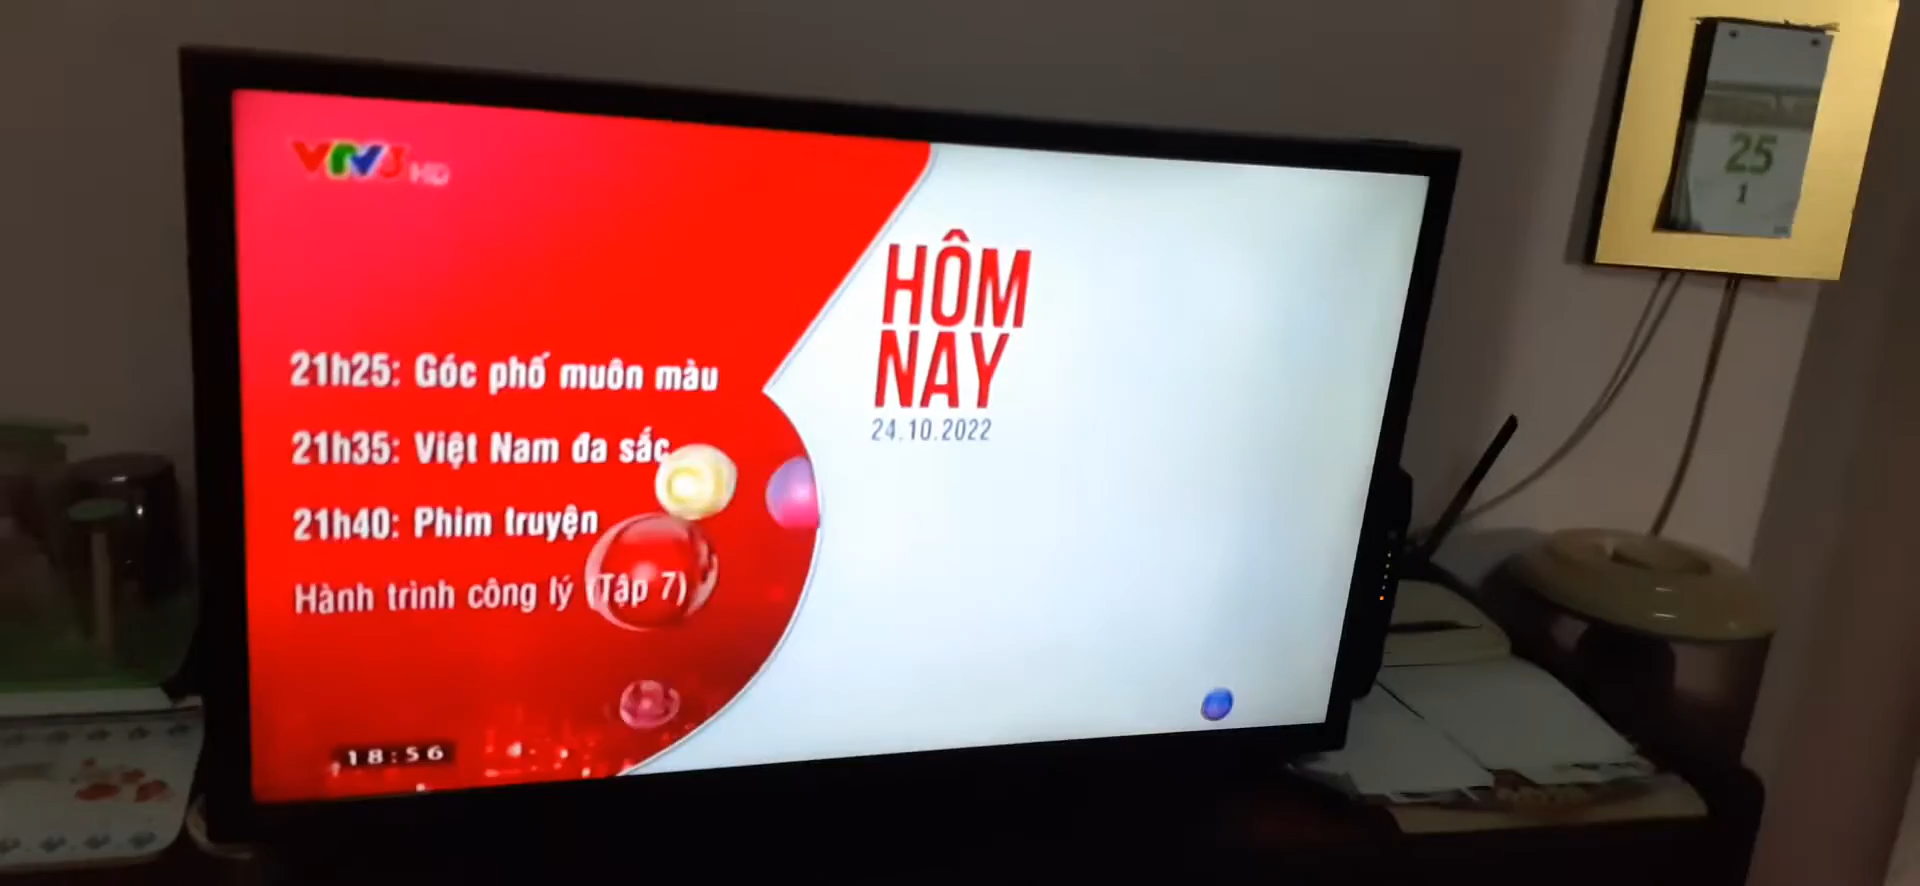 VTV3 HD
HÔM
NAY
24.10.2022
21h25: Góc phố muôn màu
21h35: Việt Nam đa sắc
21h40: Phim truyện
Hành trình công lý (Tập 7)
18:56
25
1